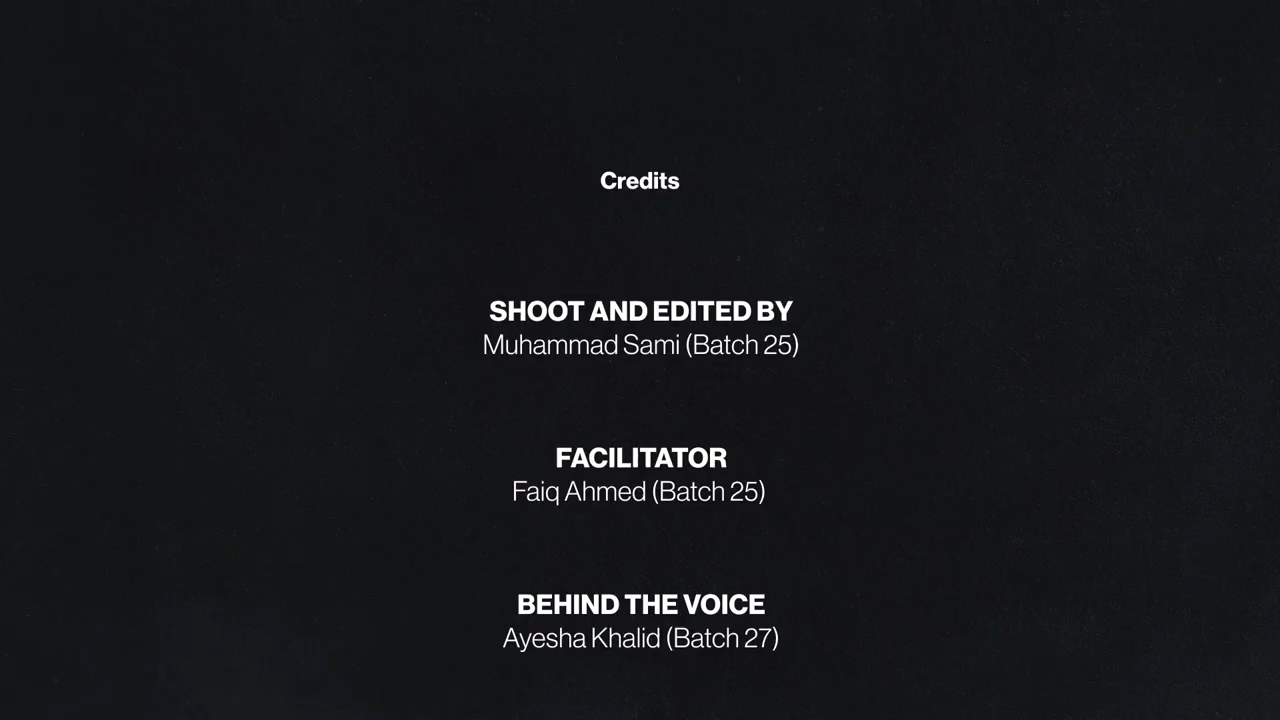 Credits
SHOOT AND EDITED BY
Muhammad Sami (Batch 25)
FACILITATOR
Faiq Ahmed (Batch 25)
BEHIND THE VOICE
Ayesha Khalid (Batch 27)